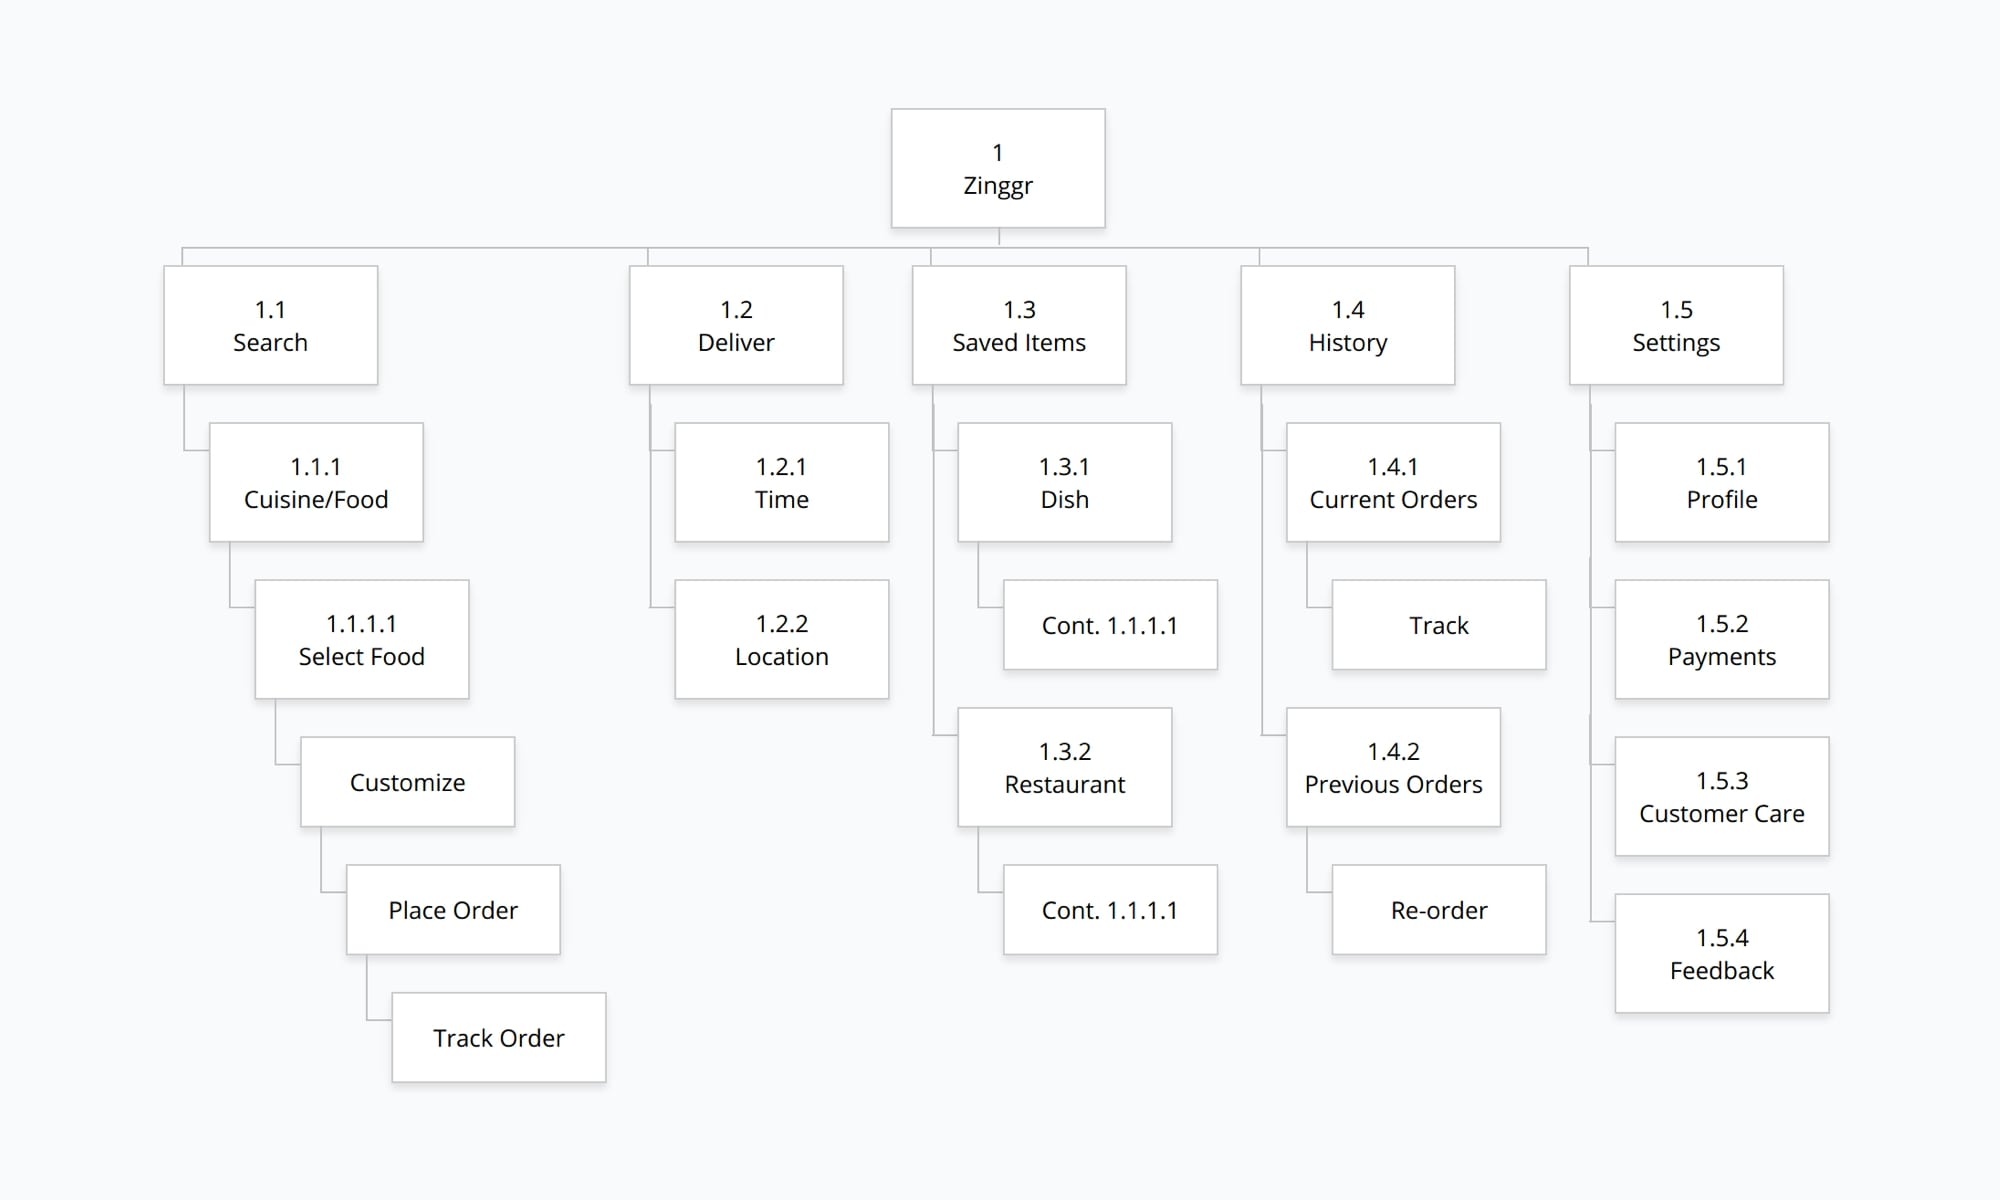 1
Zinggr
1.1
Search
1.1.1
Cuisine/Food
1.1.1.1
Select Food
Customize
Place Order
Track Order
1.2
Deliver
1.2.1
Time
1.2.2
Location
1.3
Saved Items
1.3.1
Dish
Cont. 1.1.1.1
1.3.2
Restaurant
Cont. 1.1.1.1
1.4
History
1.4.1
Current Orders
Track
1.4.2
Previous Orders
Re-order
1.5
Settings
1.5.1
Profile
1.5.2
Payments
1.5.3
Customer Care
1.5.4
Feedback